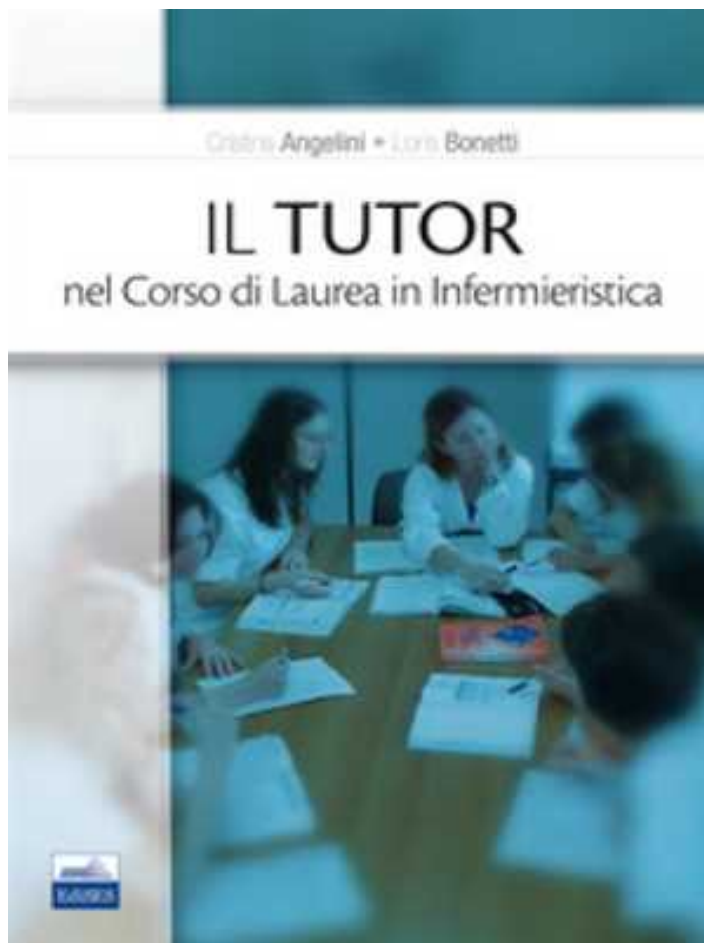 Cristina Angelini • Loris Bonetti
IL TUTOR
nel Corso di Laurea in Infermieristica